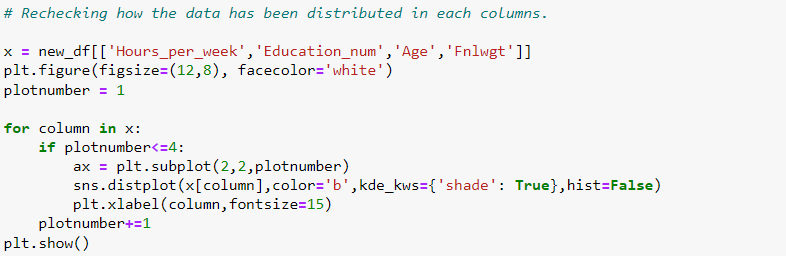 # Rechecking how the data has been distributed in each columns.
x = new_df[['Hours_per_week','Education_num','Age','Fnlwgt']]
plt.figure(figsize=(12,8), facecolor='white')
plotnumber = 1
for column in x:
    if plotnumber<=4:
        ax = plt.subplot(2,2,plotnumber)
        sns.distplot(x[column],color='b',kde_kws={'shade': True},hist=False)
        plt.xlabel(column,fontsize=15)
    plotnumber+=1
plt.show()